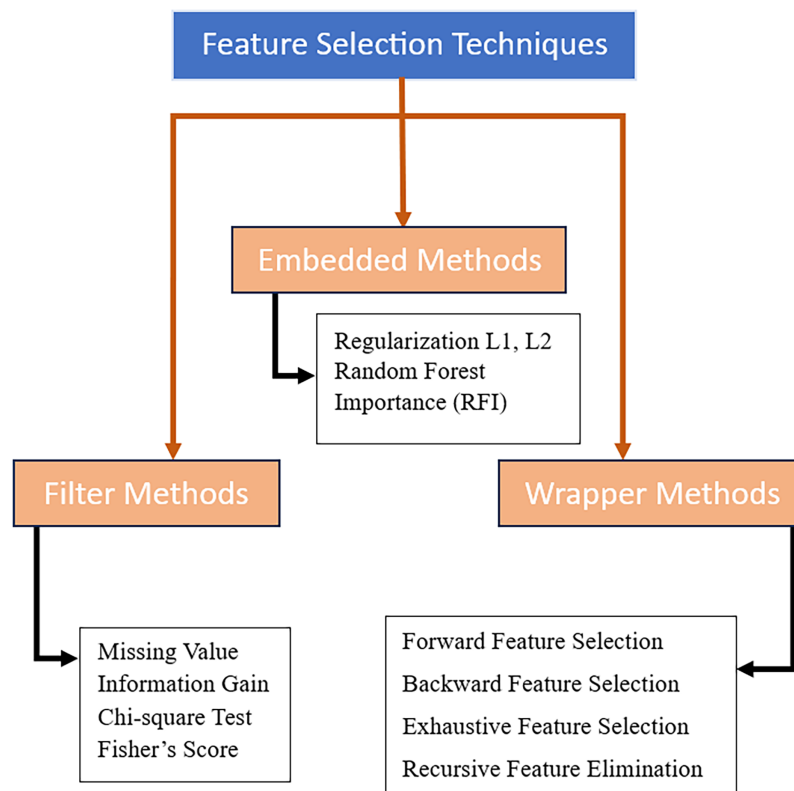 Feature Selection Techniques
Embedded Methods
Regularization L1, L2
Random Forest
Importance (RFI)
Filter Methods
Wrapper Methods
Missing Value
Information Gain
Chi-square Test
Fisher’s Score
Forward Feature Selection
Backward Feature Selection
Exhaustive Feature Selection
Recursive Feature Elimination